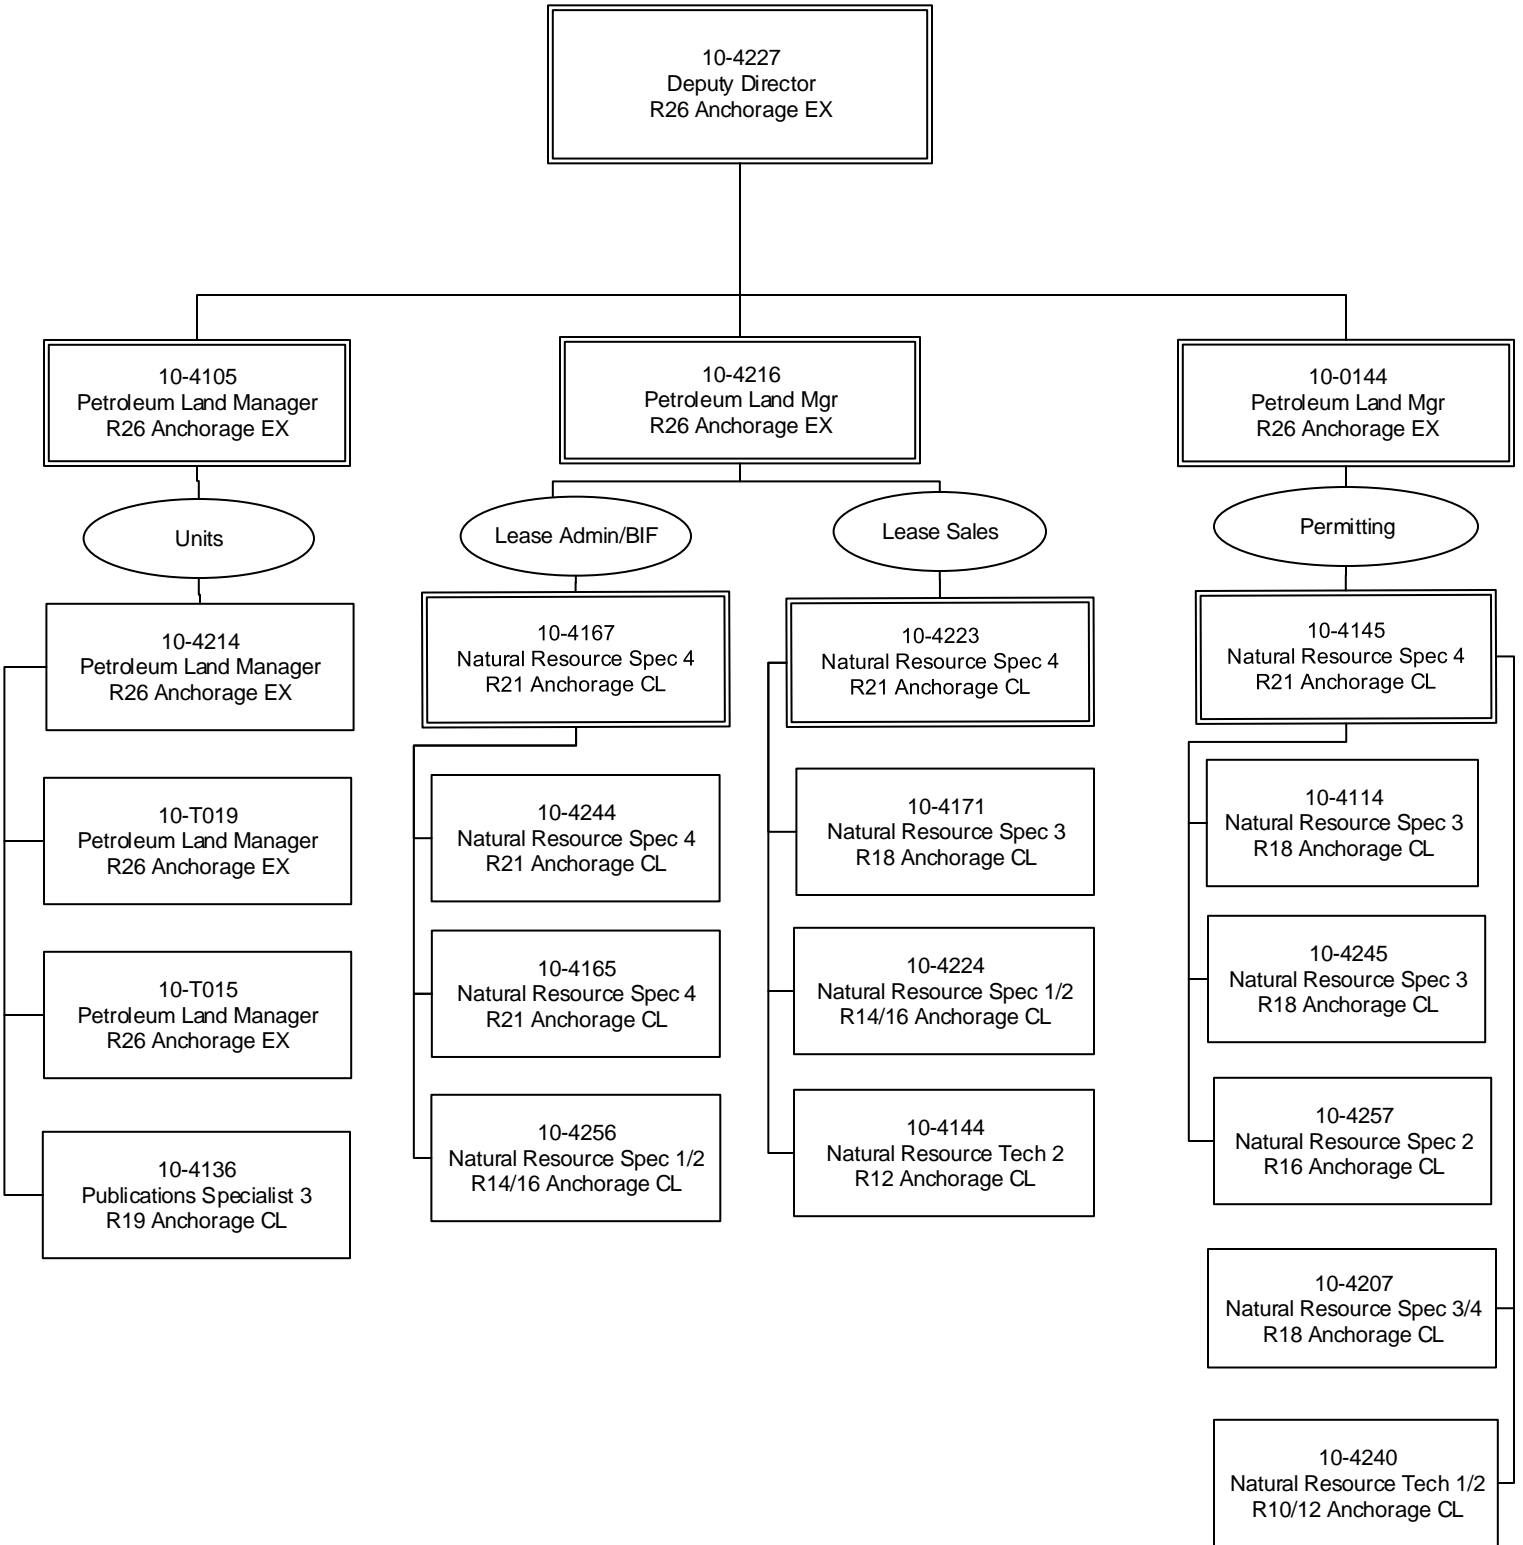 10-4227
Deputy Director
R26 Anchorage EX
10-4105
Petroleum Land Manager
R26 Anchorage EX
10-4216
Petroleum Land Mgr
R26 Anchorage EX
10-0144
Petroleum Land Mgr
R26 Anchorage EX
Units
Lease Admin/BIF
Lease Sales
Permitting
10-4214
Petroleum Land Manager
R26 Anchorage EX
10-T019
Petroleum Land Manager
R26 Anchorage EX
10-T015
Petroleum Land Manager
R26 Anchorage EX
10-4136
Publications Specialist 3
R19 Anchorage CL
10-4167
Natural Resource Spec 4
R21 Anchorage CL
10-4244
Natural Resource Spec 4
R21 Anchorage CL
10-4165
Natural Resource Spec 4
R21 Anchorage CL
10-4256
Natural Resource Spec 1/2
R14/16 Anchorage CL
10-4223
Natural Resource Spec 4
R21 Anchorage CL
10-4171
Natural Resource Spec 3
R18 Anchorage CL
10-4224
Natural Resource Spec 1/2
R14/16 Anchorage CL
10-4144
Natural Resource Tech 2
R12 Anchorage CL
10-4145
Natural Resource Spec 4
R21 Anchorage CL
10-4114
Natural Resource Spec 3
R18 Anchorage CL
10-4245
Natural Resource Spec 3
R18 Anchorage CL
10-4257
Natural Resource Spec 2
R16 Anchorage CL
10-4207
Natural Resource Spec 3/4
R18 Anchorage CL
10-4240
Natural Resource Tech 1/2
R10/12 Anchorage CL